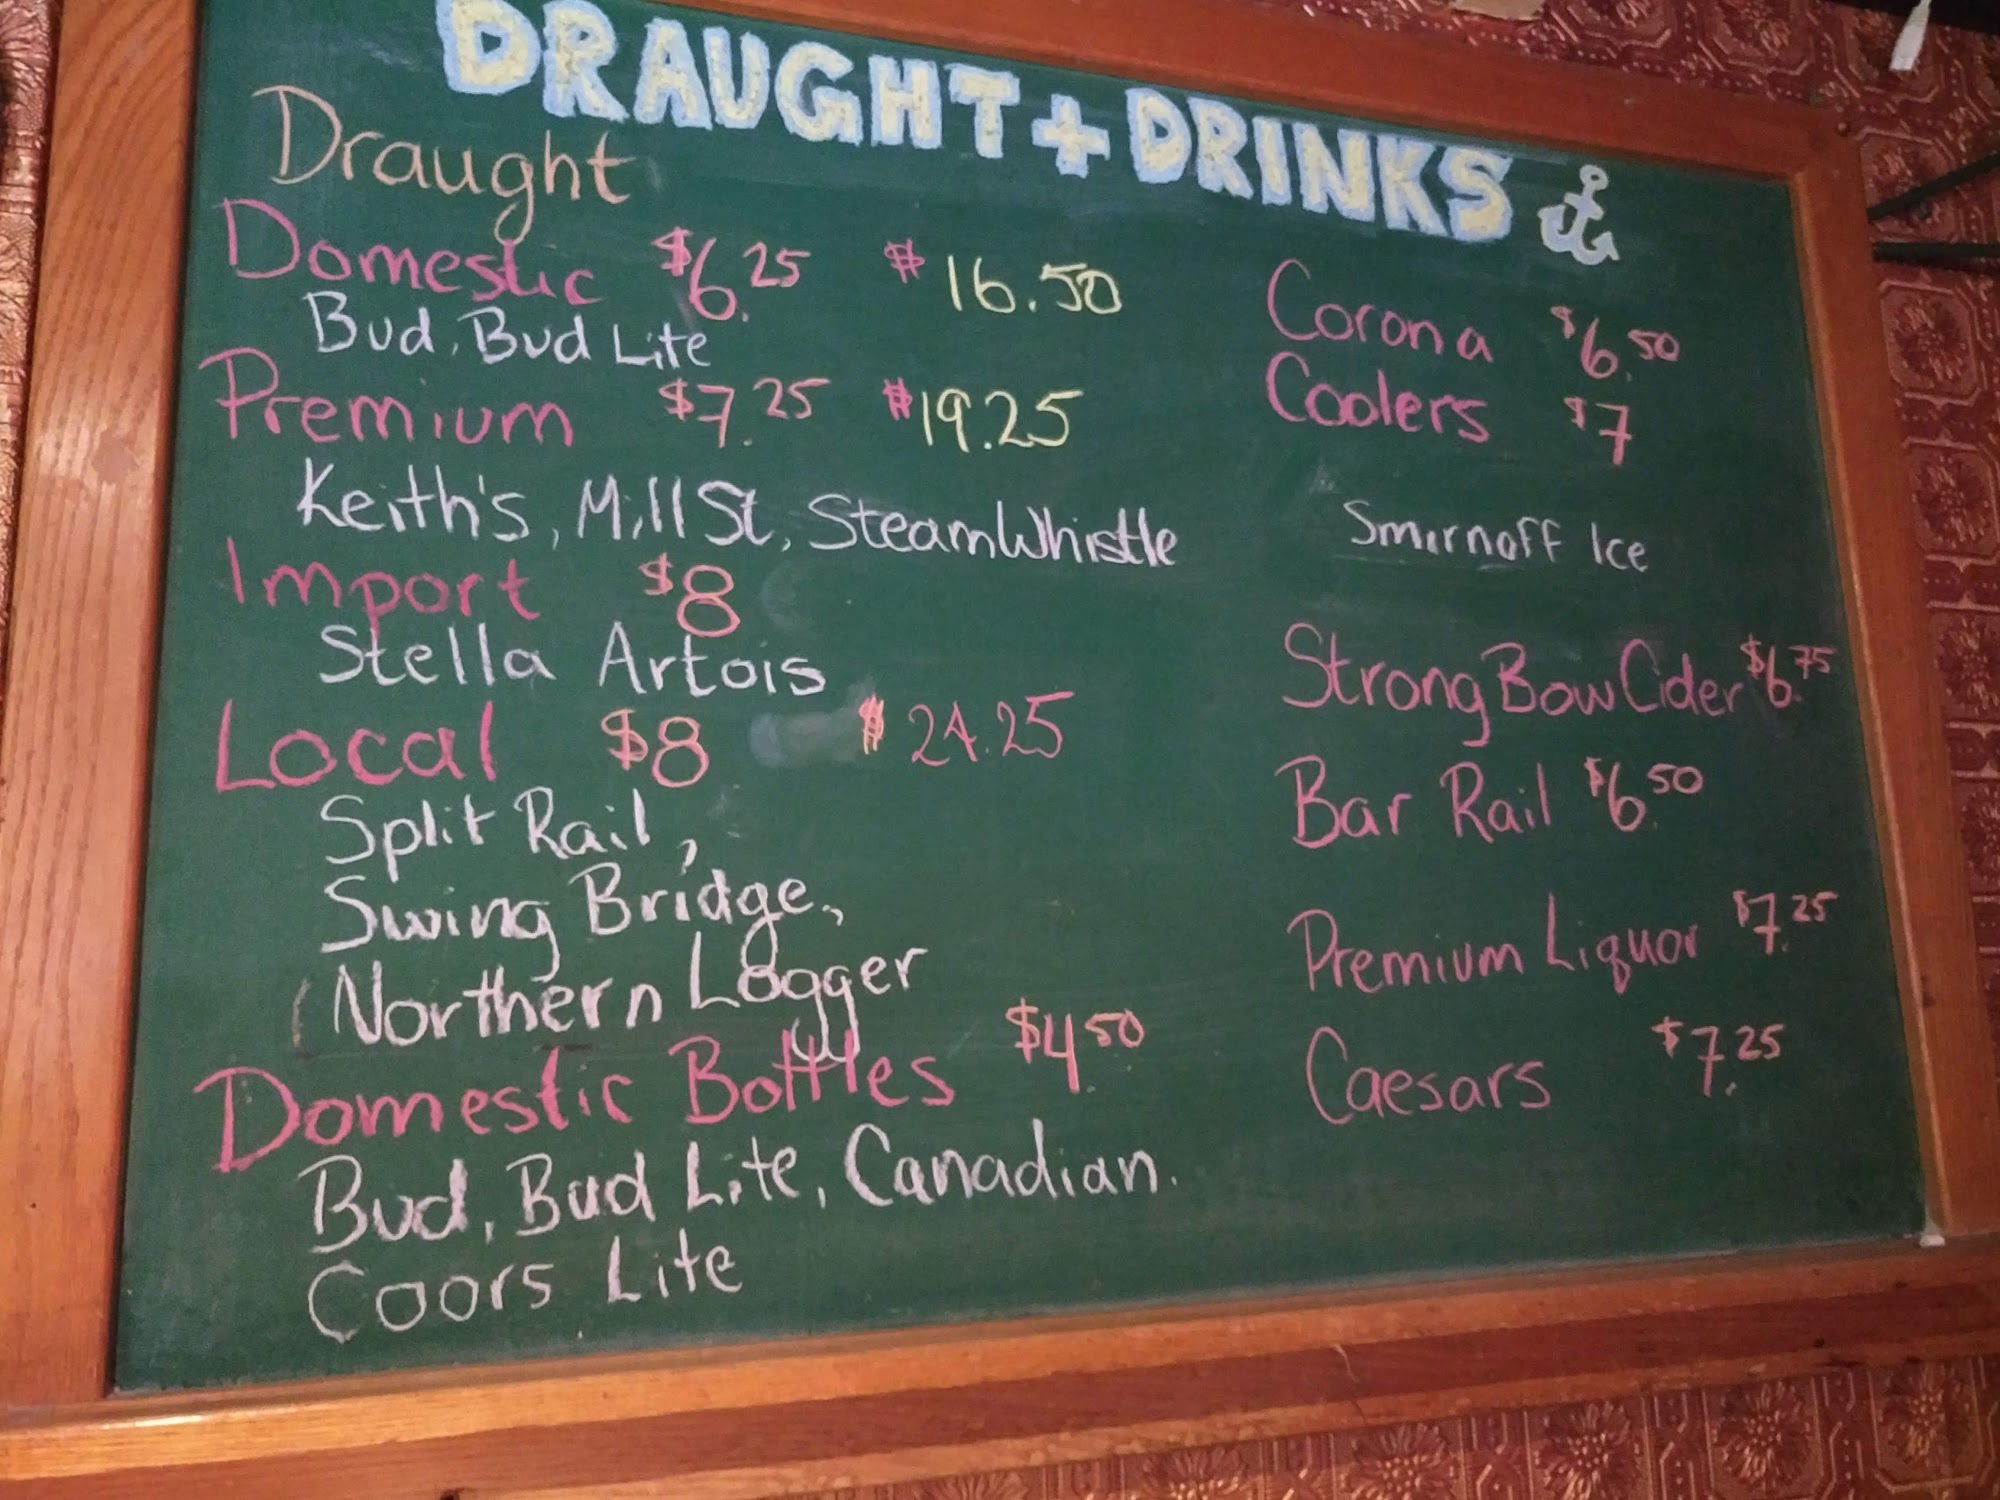 DRAUGHT + DRINKS
Draught
Domestic $6.25 $16.50
Bud, Bud Lite
Premium $7.25 $19.25
Keith's, Mill St, SteamWhistle
Import $8
Stella Artois
Local $8 $24.25
Split Rail,
Swing Bridge,
Northern Logger
Domestic Bottles $4.50
Bud, Bud Lite, Canadian.
Coors Lite
Corona $6.50
Coolers $7
Smirnoff Ice
StrongBow Cider $6.75
Bar Rail $6.50
Premium Liquor $7.25
Caesars $7.25